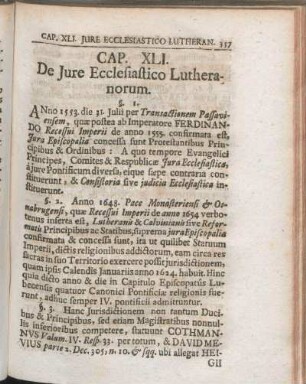 CAP. XLI. JURE ECCLESIASTICO LUTHERAN. 337
CAP. XLI.
De Jure Ecclesiastico Luthera-
norum.
§. 1.
ANno 1553. die 31. Julii per Transactionem Passavi-
ensem, quæ postea ab Imperatore FERDINAN-
DO Recessu Imperii de anno 1555. confirmata est,
Jura Episcopalia concessa sunt Protestantibus Prin-
cipibus & Ordinibus: A quo tempore Evangelici
Principes, Comites & Respublicæ Jura Ecclesiastica,
a jure Pontificum diversa, eique sæpe contraria con-
stituerunt, & Consistoria sive judicia Ecclesiastica in-
stituerunt.
§. 2. Anno 1648. Pace Monasteriensi & Os-
nabrugensi, quæ Recessui Imperii de anno 1654 verbo-
tenus inserta est, Lutheranis & Calvinianis sive Refor-
matis Principibus ac Statibus, suprema jura Episcopalia
confirmata & concessa sunt, ita ut quilibet Statuum
Imperii, dictis religionibus addictorum, eam circa res
sacras in suo Territorio exercere possit jurisdictionem,
quam ipsis Calendis Januariis anno 1624. habuit. Hinc
quia dicto anno & die in Capitulo Episcopatus Lu-
becensis quatuor Canonici Pontificiæ religionis fue-
runt, adhuc semper IV. pontificii admittuntur.
§. 3. Hanc Jurisdictionem non tantum Duci-
bus & Principibus, sed etiam Magistratibus nonnul-
lis inferioribus competere, statuunt COTHMAN-
NVS Volum. IV. Resp. 33. per totum, & DAVID ME-
VIUS parte 2. Dec. 305. n. 10. & sqq. ubi allegat HEI-
GII